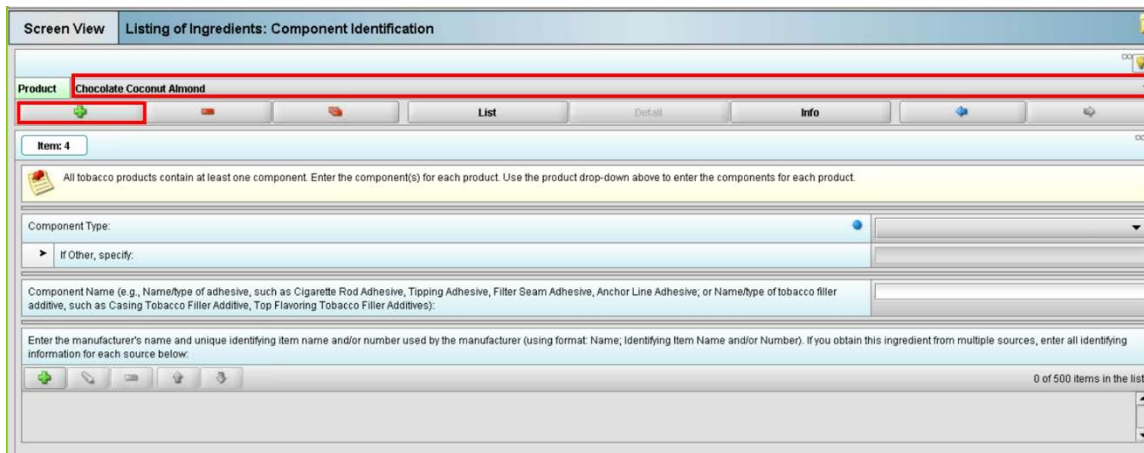 Screen View Listing of Ingredients: Component Identification
Product Chocolate Coconut Almond
List Detail Info
Item: 4
All tobacco products contain at least one component. Enter the component(s) for each product. Use the product drop-down above to enter the components for each product.
Component Type:
If Other, specify:
Component Name (e.g., Name/type of adhesive, such as Cigarette Rod Adhesive, Tipping Adhesive, Filter Seam Adhesive, Anchor Line Adhesive; or Name/type of tobacco filler
additive, such as Casing Tobacco Filler Additive, Top Flavoring Tobacco Filler Additives):
Enter the manufacturer's name and unique identifying item name and/or number used by the manufacturer (using format: Name; Identifying Item Name and/or Number). If you obtain this ingredient from multiple sources, enter all identifying
information for each source below:
0 of 500 items in the list